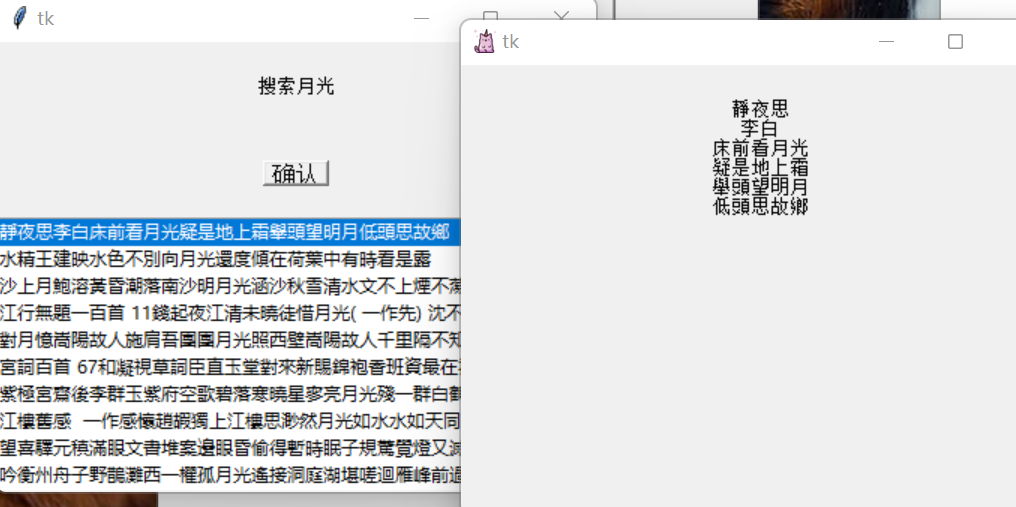 tk
搜索月光
确认
靜夜思李白床前看月光疑是地上霜舉頭望明月低頭思故鄉
水精王建映水色不別向月光還度傾在荷葉中有時看是露
沙上月鮑溶黃昏潮落南沙明月光涵沙秋雪清水文不上煙不
江行無題一百首 11錢起夜江清未曉徒惜月光( 一作先) 沈不
對月憶嵩陽故人施肩吾團團月光照西壁嵩陽故人千里隔不知
宮詞百首 67和凝視草詞臣直玉堂對來新賜錦袍香班資最在
紫極宮齋後李群玉紫府空歌碧落寒曉星寥亮月光殘一群白
江樓舊感  一作感懷趙嘏獨上江樓思渺然月光如水水如天同
望喜驛元稹滿眼文書堆案邊眼昏偷得暫時眠子規驚覺燈又滅
吟衡州舟子野鵲灘西一櫂孤月光遙接洞庭湖堪嗟迴雁峰前過
tk
靜夜思
李白
床前看月光
疑是地上霜
舉頭望明月
低頭思故鄉